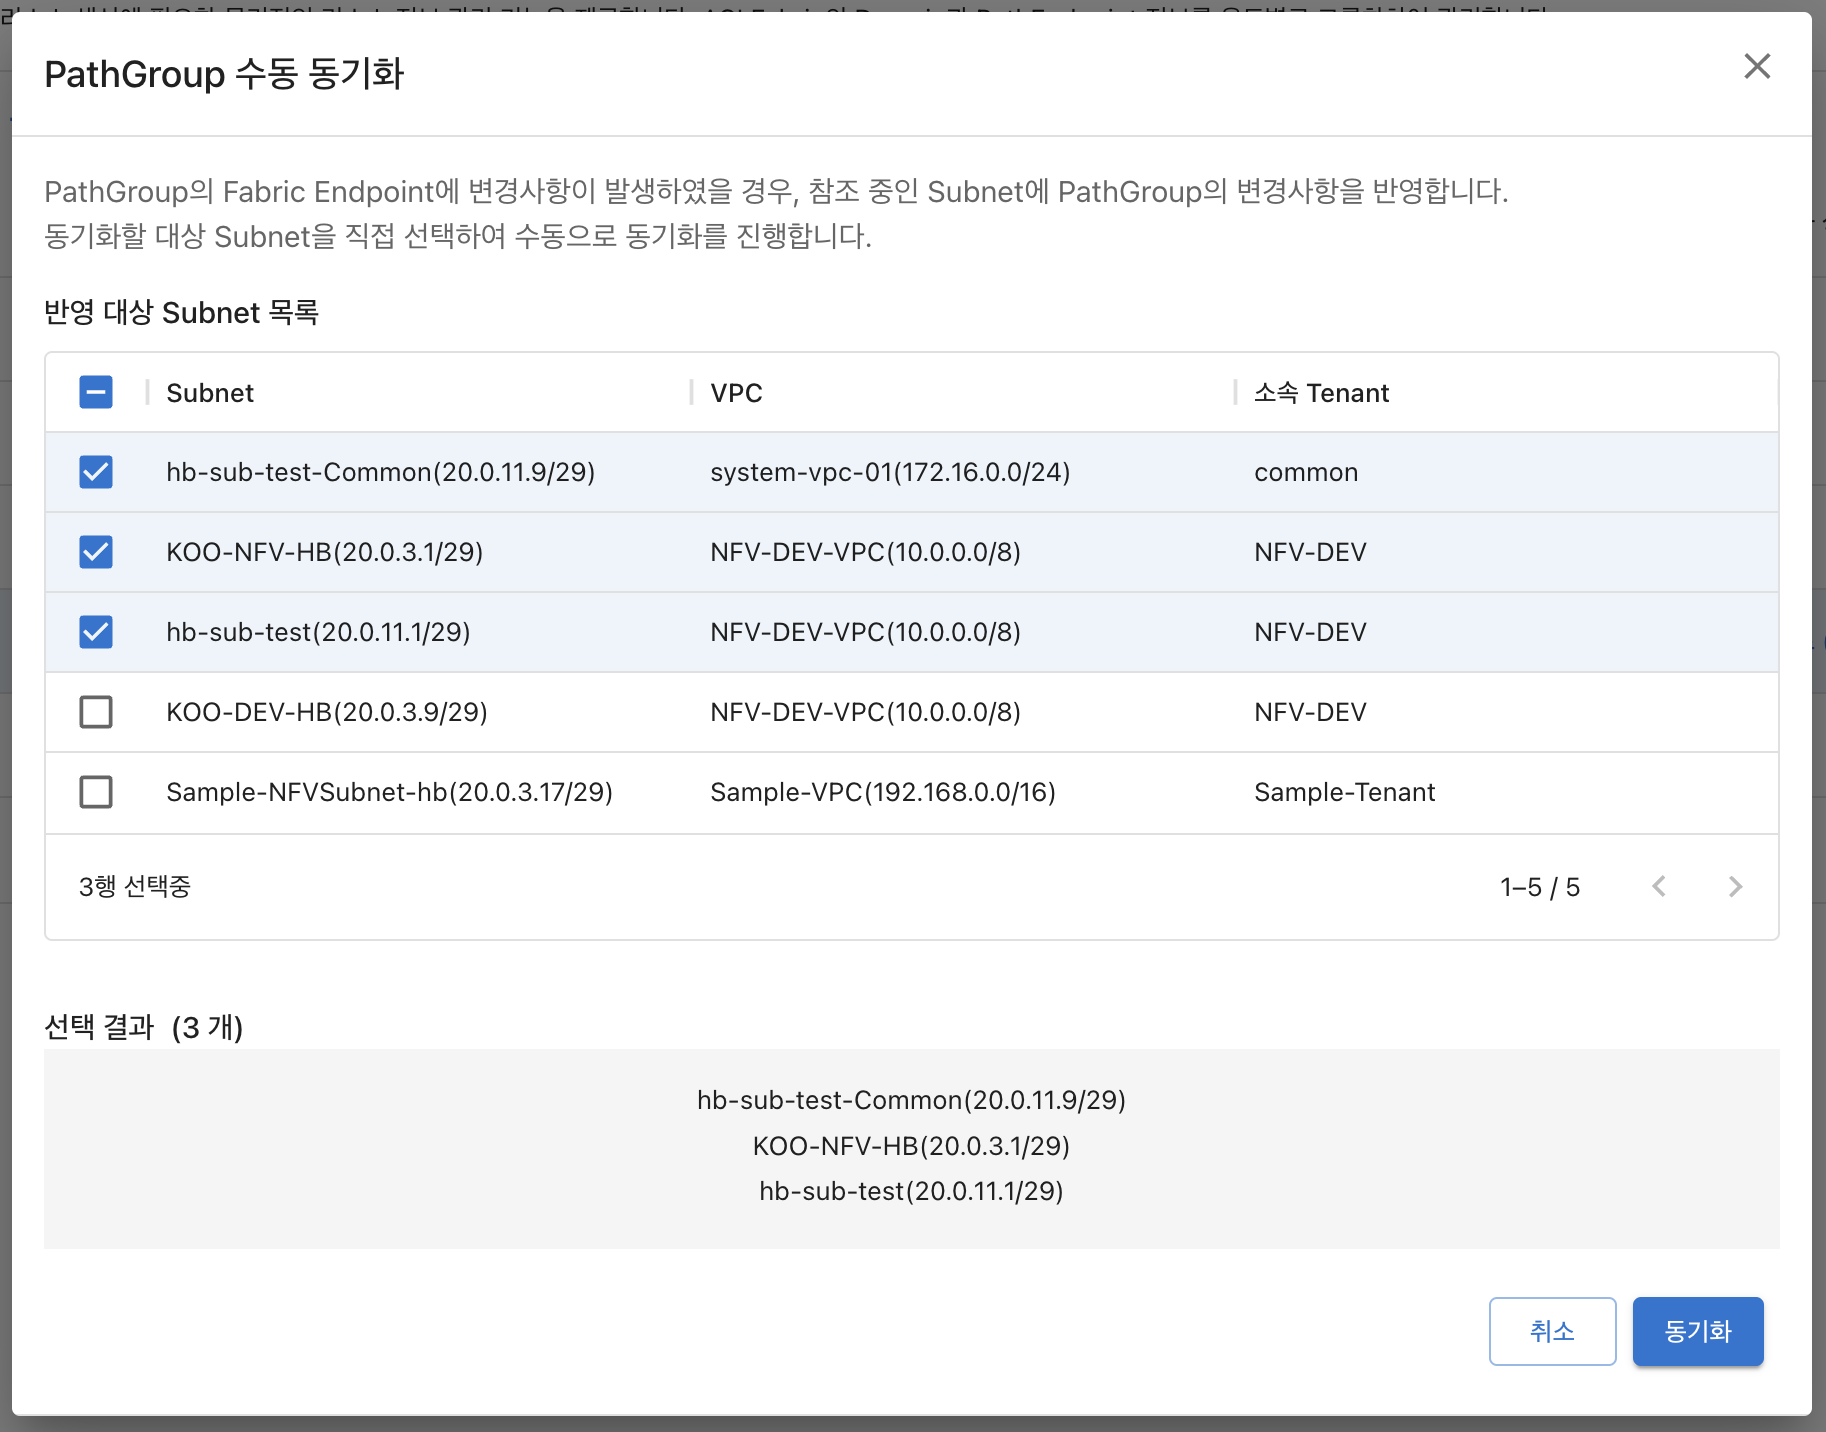 PathGroup 수동 동기화
PathGroup의 Fabric Endpoint에 변경사항이 발생하였을 경우, 참조 중인 Subnet에 PathGroup의 변경사항을 반영합니다.
동기화할 대상 Subnet을 직접 선택하여 수동으로 동기화를 진행합니다.
반영 대상 Subnet 목록
Subnet VPC 소속 Tenant
hb-sub-test-Common(20.0.11.9/29) system-vpc-01(172.16.0.0/24) common
KOO-NFV-HB(20.0.3.1/29) NFV-DEV-VPC(10.0.0.0/8) NFV-DEV
hb-sub-test(20.0.11.1/29) NFV-DEV-VPC(10.0.0.0/8) NFV-DEV
KOO-DEV-HB(20.0.3.9/29) NFV-DEV-VPC(10.0.0.0/8) NFV-DEV
Sample-NFVSubnet-hb(20.0.3.17/29) Sample-VPC(192.168.0.0/16) Sample-Tenant
3행 선택중 1–5 / 5
선택 결과 (3 개)
hb-sub-test-Common(20.0.11.9/29)
KOO-NFV-HB(20.0.3.1/29)
hb-sub-test(20.0.11.1/29)
취소 동기화